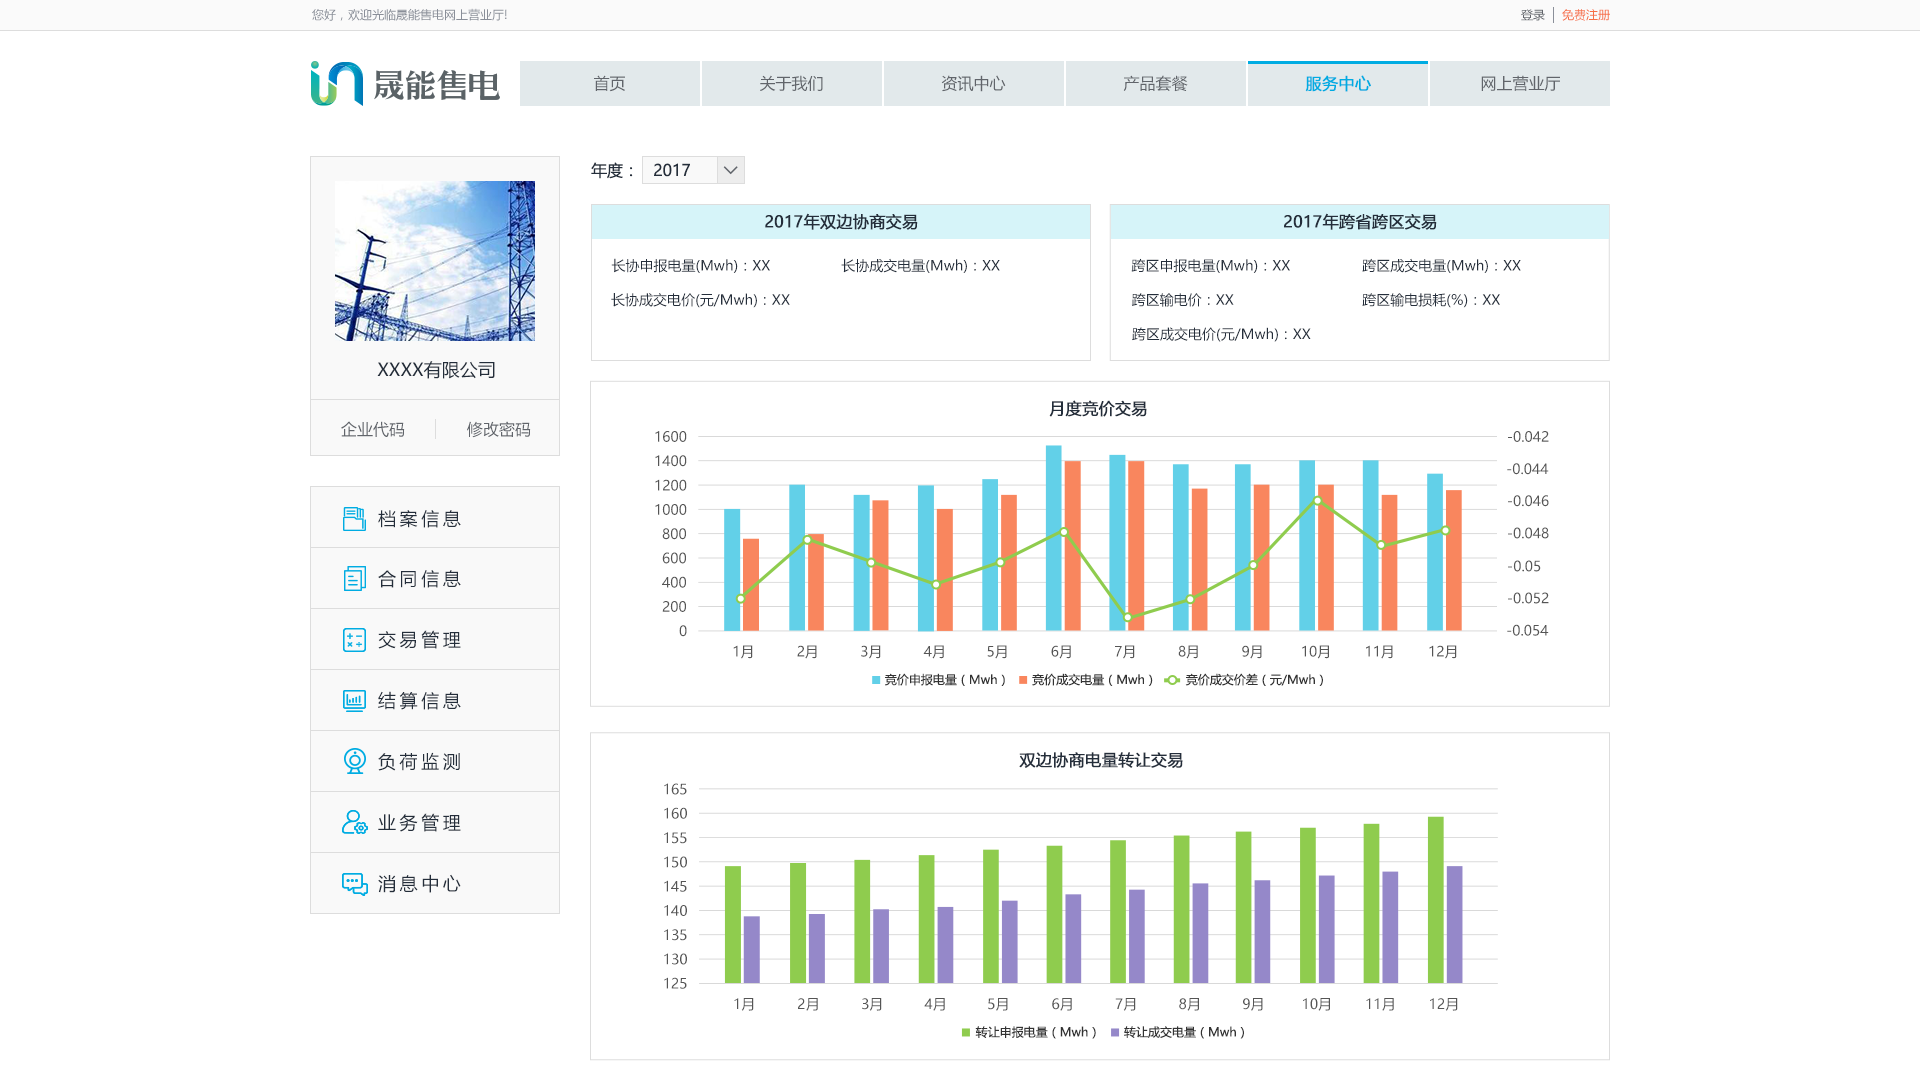 您好，欢迎光临晟能售电网上营业厅!
登录 | 免费注册
晟能售电
首页 关于我们 资讯中心 产品套餐 服务中心 网上营业厅
年度： 2017
XXXX有限公司
企业代码 修改密码
档案信息
合同信息
交易管理
结算信息
负荷监测
业务管理
消息中心
2017年双边协商交易
长协申报电量(Mwh)：XX 长协成交电量(Mwh)：XX
长协成交电价(元/Mwh)：XX
2017年跨省跨区交易
跨区申报电量(Mwh)：XX 跨区成交电量(Mwh)：XX
跨区输电价：XX 跨区输电损耗(%)：XX
跨区成交电价(元/Mwh)：XX
月度竞价交易
1600 -0.042
1400 -0.044
1200 -0.046
1000 -0.048
800 -0.05
600 -0.052
400 -0.054
200
0
1月 2月 3月 4月 5月 6月 7月 8月 9月 10月 11月 12月
竞价申报电量（Mwh） 竞价成交电量（Mwh） 竞价成交价差（元/Mwh）
双边协商电量转让交易
165
160
155
150
145
140
135
130
125
1月 2月 3月 4月 5月 6月 7月 8月 9月 10月 11月 12月
转让申报电量（Mwh） 转让成交电量（Mwh）